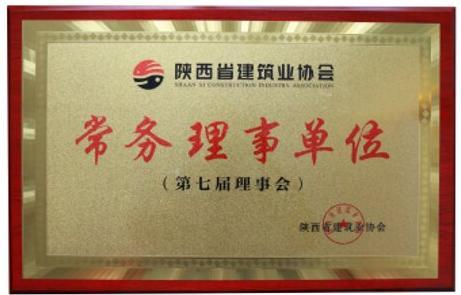 陕西省建筑业协会
SHAAN XI CONSTRUCTION INDUSTRY ASSOCIATION
常务理事单位
（第七届理事会）
陕西省建筑业协会